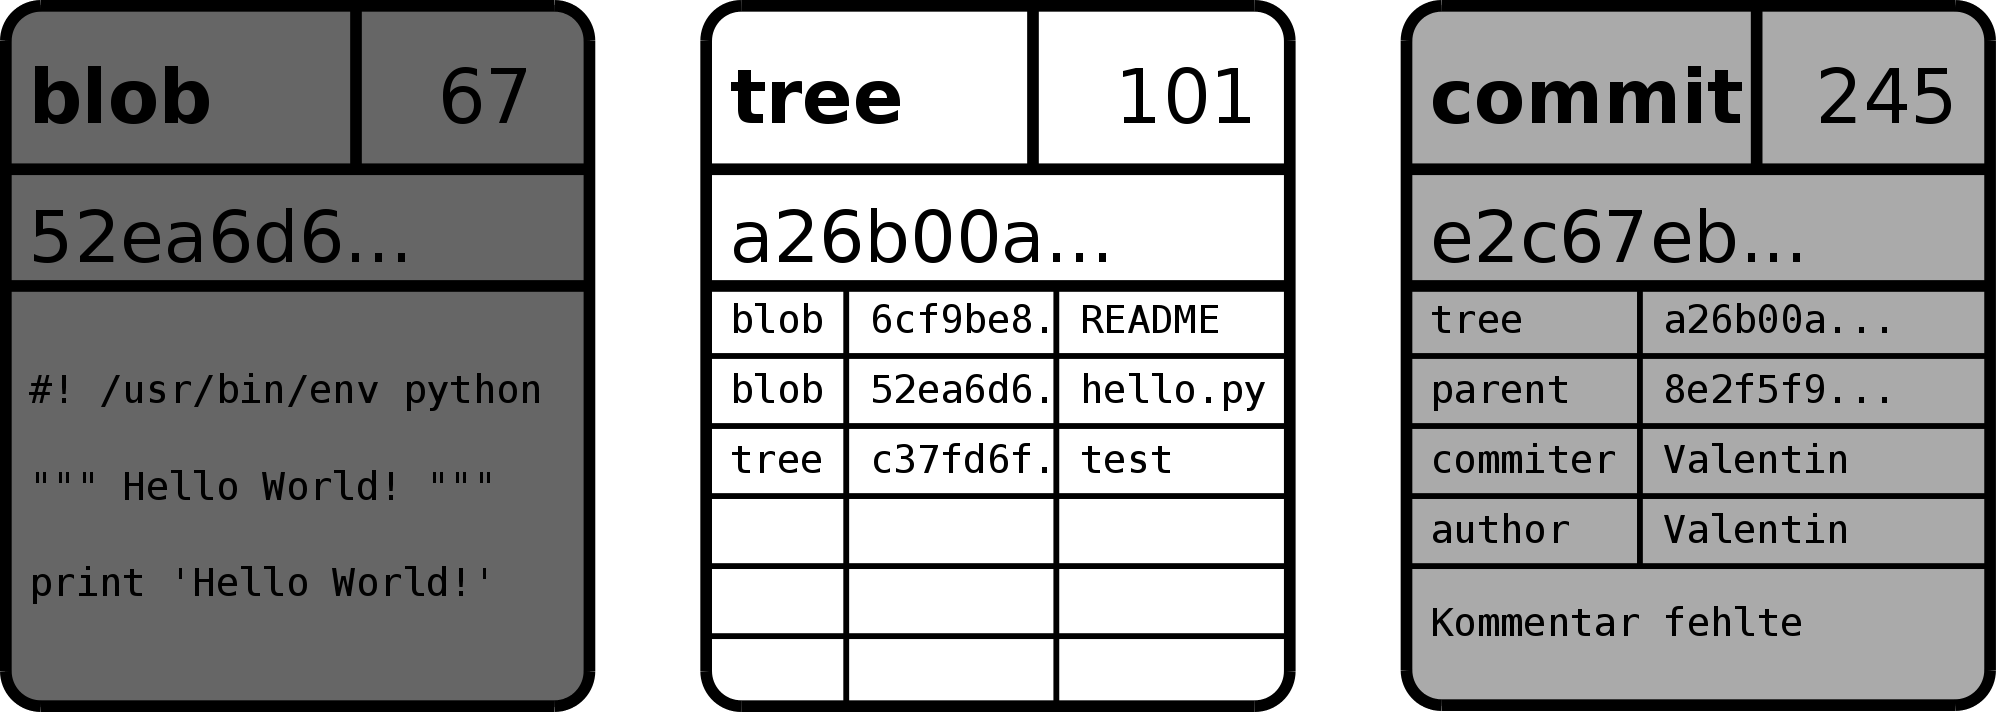 blob 67
52ea6d6...
#! /usr/bin/env python
""" Hello World! """
print 'Hello World!'
tree 101
a26b00a...
blob 6cf9be8. README
blob 52ea6d6. hello.py
tree c37fd6f. test
commit 245
e2c67eb...
tree a26b00a...
parent 8e2f5f9...
commiter Valentin
author Valentin
Kommentar fehlte